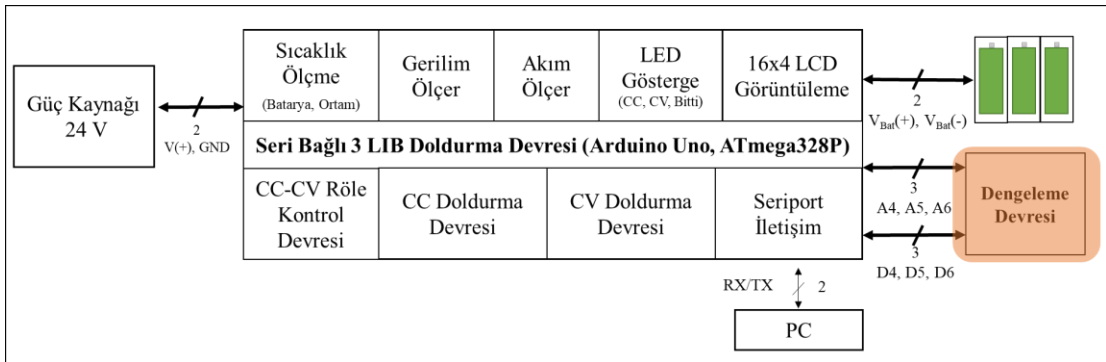 Güç Kaynağı
24 V
2
V(+), GND
Sıcaklık
Ölçme
(Batarya, Ortam)
Gerilim
Ölçer
Akım
Ölçer
LED
Gösterge
(CC, CV, Bitti)
16x4 LCD
Görüntüleme
Seri Bağlı 3 LIB Doldurma Devresi (Arduino Uno, ATmega328P)
CC-CV Röle
Kontrol
Devresi
CC Doldurma
Devresi
CV Doldurma
Devresi
Seriport
İletişim
2
VBat(+), VBat(-)
3
A4, A5, A6
3
D4, D5, D6
Dengeleme
Devresi
RX/TX
2
PC